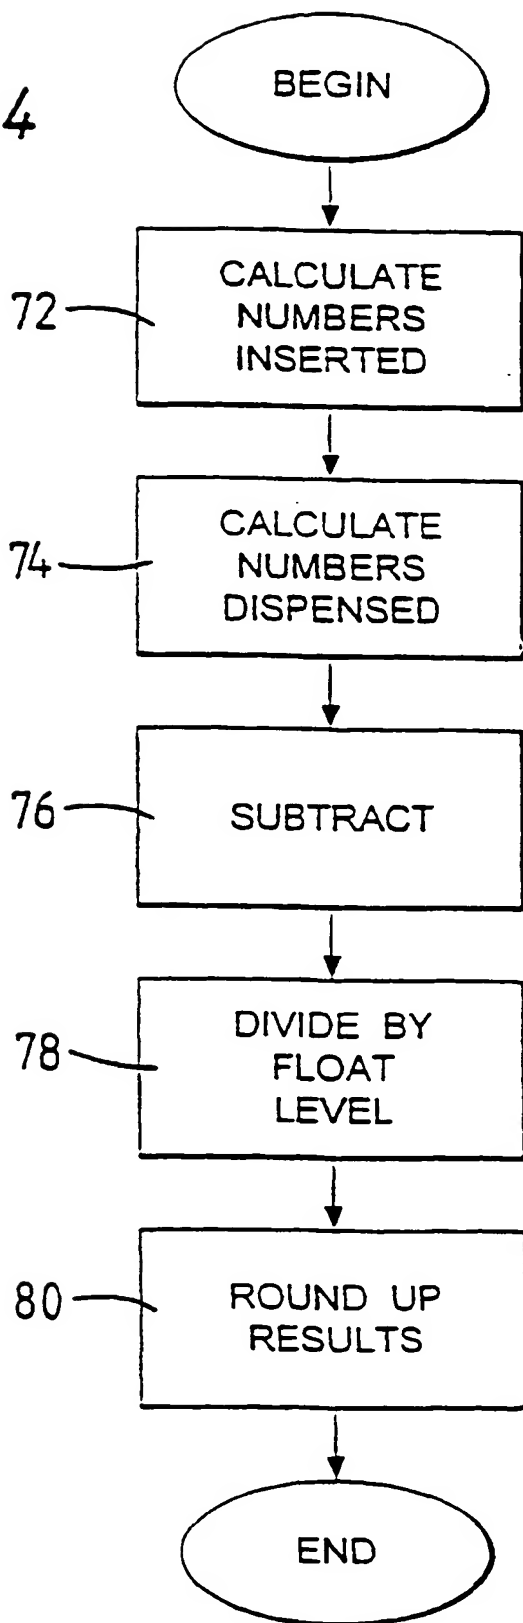 4
BEGIN
72
CALCULATE
NUMBERS
INSERTED
74
CALCULATE
NUMBERS
DISPENSED
76
SUBTRACT
78
DIVIDE BY
FLOAT
LEVEL
80
ROUND UP
RESULTS
END